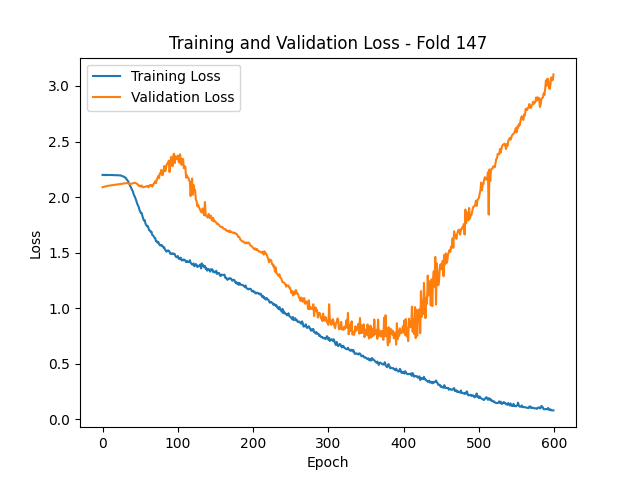 Training and Validation Loss - Fold 147
Training Loss
Validation Loss
Loss
3.0
2.5
2.0
1.5
1.0
0.5
0.0
0 100 200 300 400 500 600
Epoch